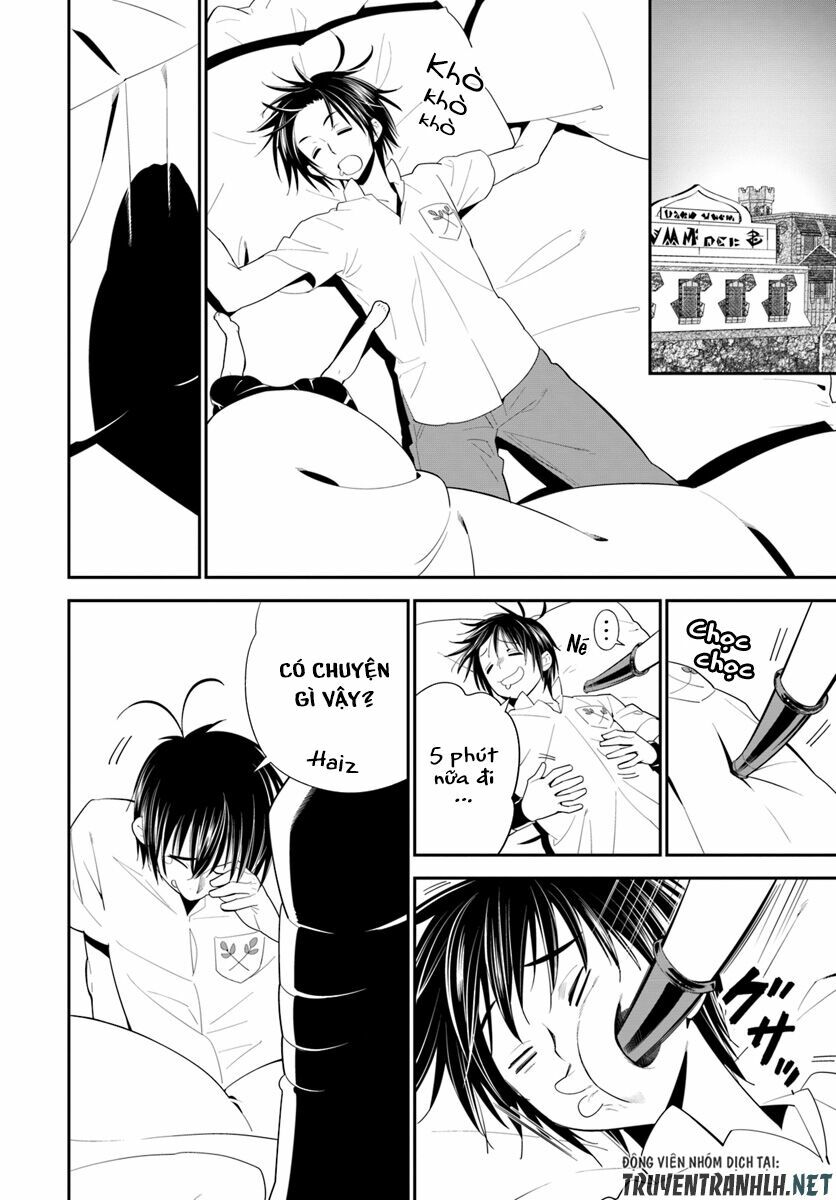 Khò
khò
khò
Chọc
chọc
Né
5 phút
nữa đi
...
グサッ
CÓ CHUYỆN
GÌ VẬY?
Haiz
ĐỘNG VIÊN NHÓM DỊCH TẠI:
TRUYENTRANHLH.NET